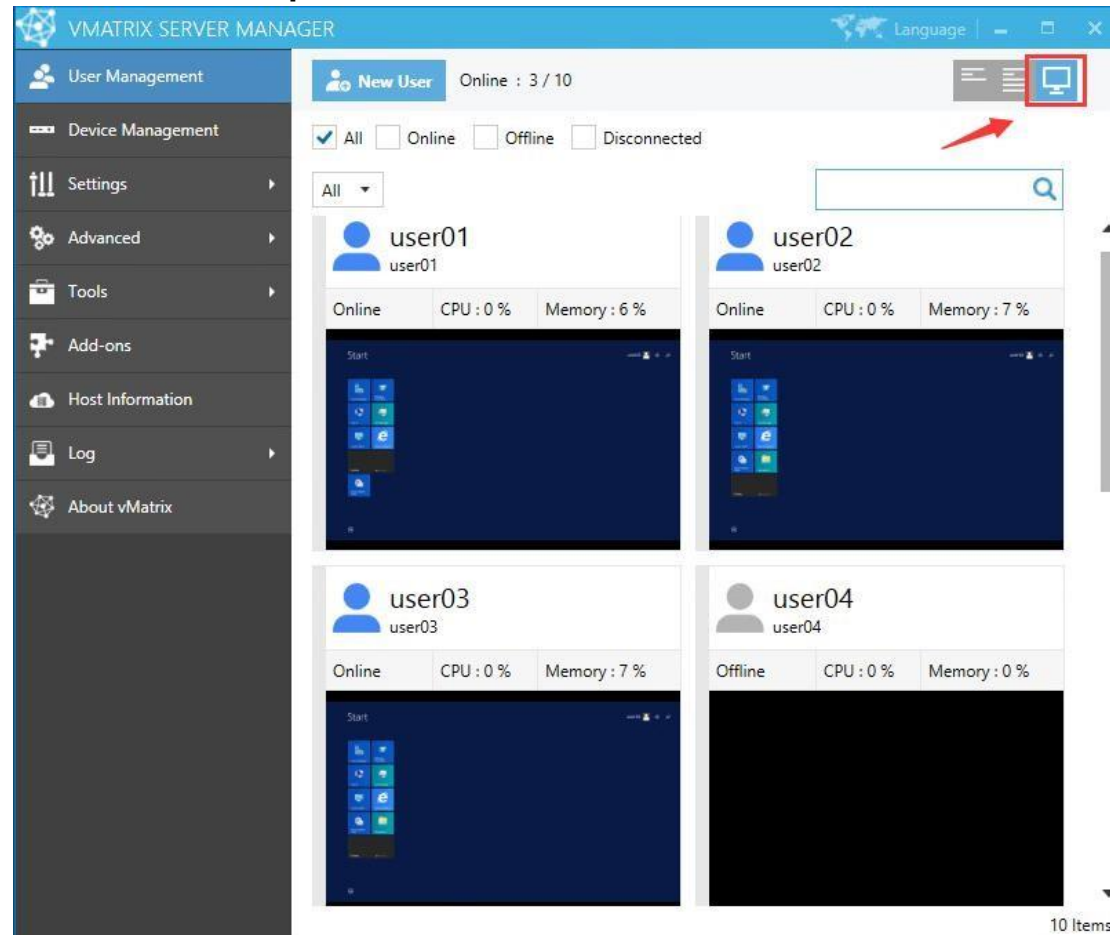 VMATRIX SERVER MANAGER
Language
User Management
Device Management
Settings
Advanced
Tools
Add-ons
Host Information
Log
About vMatrix
New User
Online : 3 / 10
All Online Offline Disconnected
All
user01
user01
Online CPU : 0 % Memory : 6 %
Start
user02
user02
Online CPU : 0 % Memory : 7 %
Start
user03
user03
Online CPU : 0 % Memory : 7 %
Start
user04
user04
Offline CPU : 0 % Memory : 0 %
10 Items